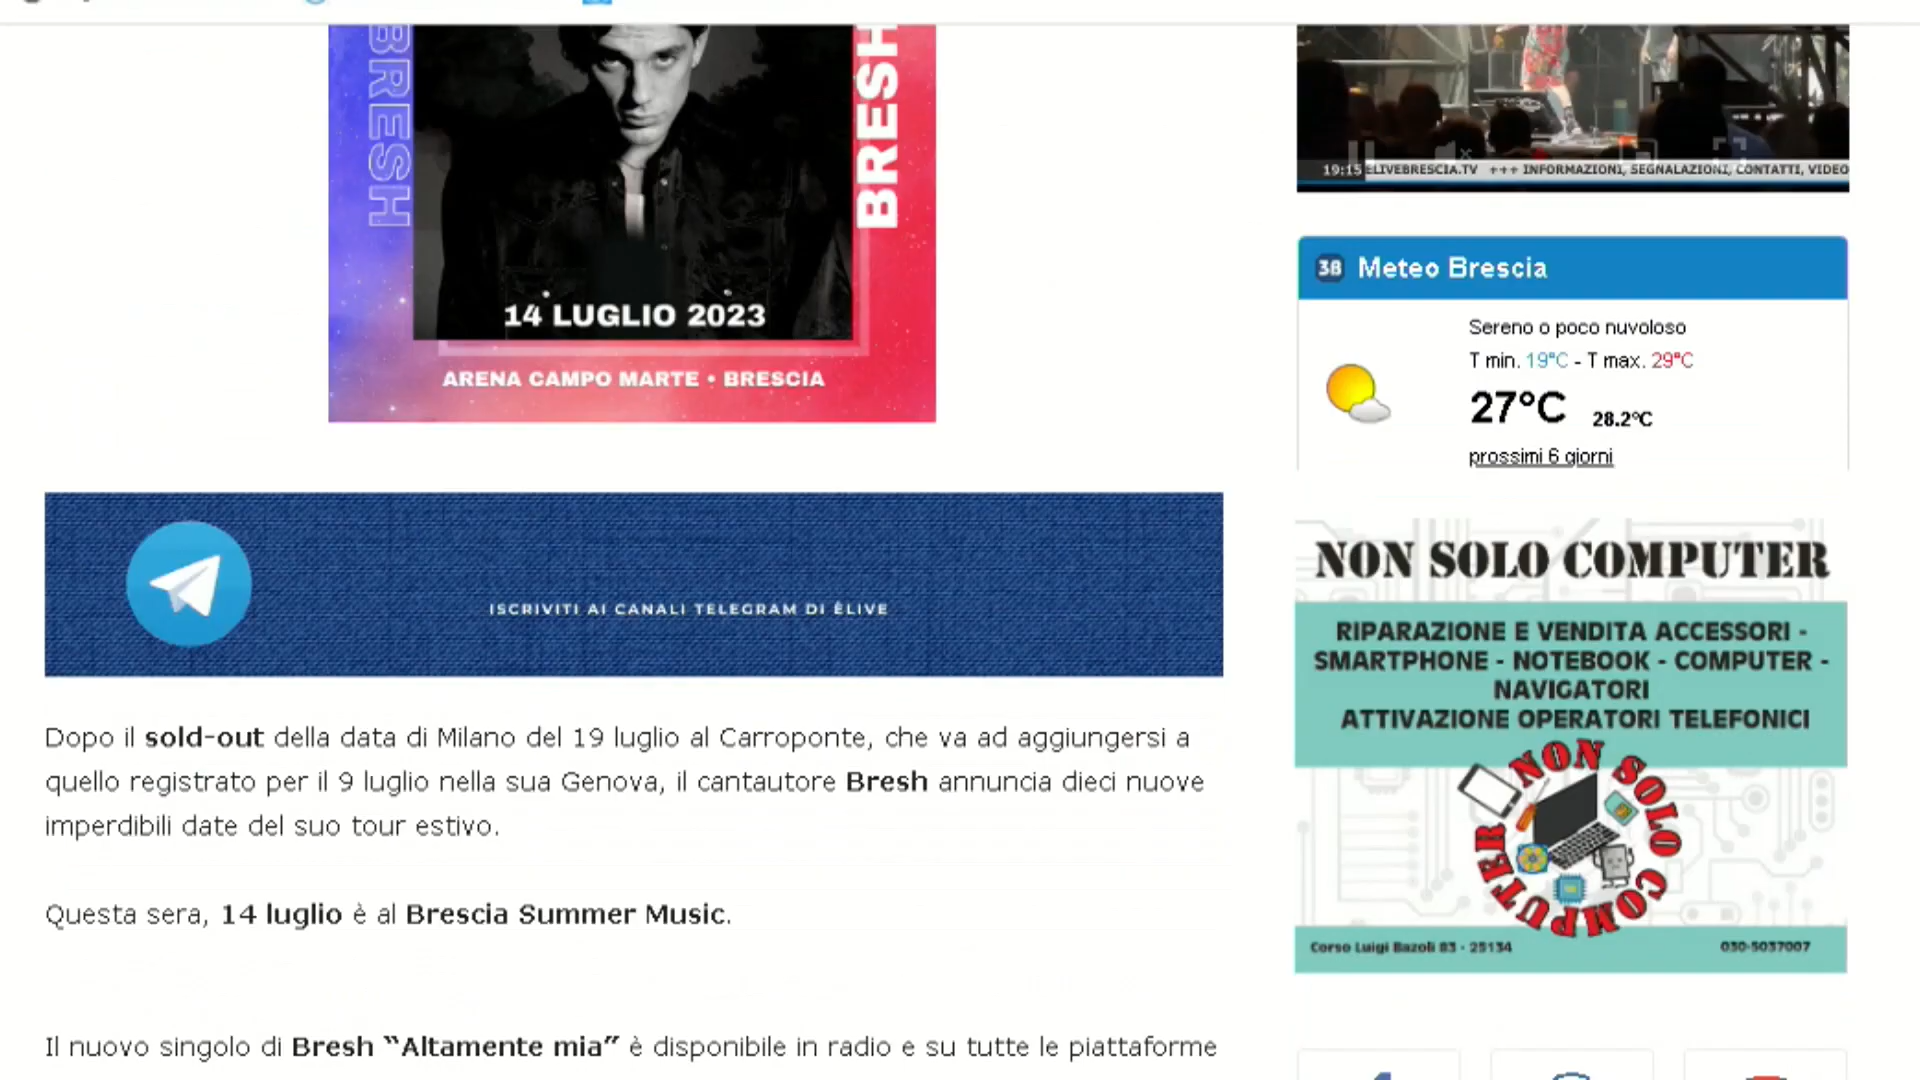 BRESH
BRESH
14 LUGLIO 2023
ARENA CAMPO MARTE • BRESCIA
19:15 ELIVEBRESCIA.TV +++ INFORMAZIONI, SEGNALAZIONI, CONTATTI, VIDEO
3B Meteo Brescia
Sereno o poco nuvoloso
T min. 19°C - T max. 29°C
27°C 28.2°C
prossimi 6 giorni
ISCRIVITI AI CANALI TELEGRAM DI ÈLIVE
NON SOLO COMPUTER
RIPARAZIONE E VENDITA ACCESSORI -
SMARTPHONE - NOTEBOOK - COMPUTER -
NAVIGATORI
ATTIVAZIONE OPERATORI TELEFONICI
NON SOLO COMPUTER
Corso Luigi Bazoli 83 - 25134
030-5037007
Dopo il sold-out della data di Milano del 19 luglio al Carroponte, che va ad aggiungersi a
quello registrato per il 9 luglio nella sua Genova, il cantautore Bresh annuncia dieci nuove
imperdibili date del suo tour estivo.
Questa sera, 14 luglio è al Brescia Summer Music.
Il nuovo singolo di Bresh “Altamente mia” è disponibile in radio e su tutte le piattaforme